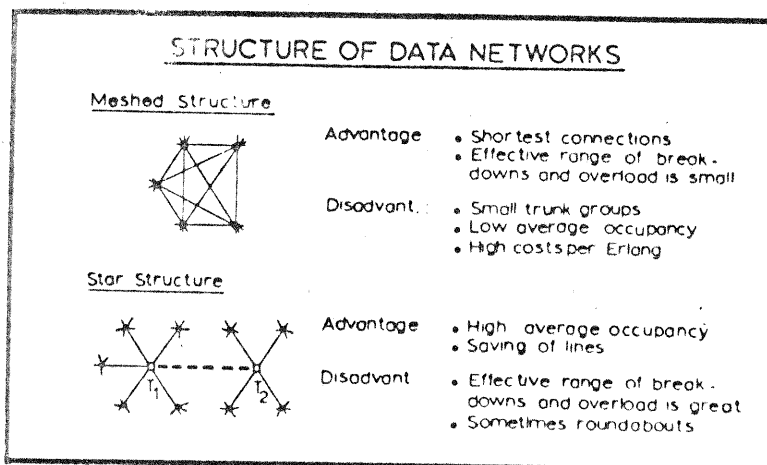 STRUCTURE OF DATA NETWORKS
Meshed Structure
Advantage • Shortest connections
• Effective range of break-
downs and overload is small
Disadvant.: • Small trunk groups
• Low average occupancy
• High costs per Erlang
Star Structure
Advantage • High average occupancy
• Saving of lines
Disadvant • Effective range of break-
downs and overload is great
• Sometimes roundabouts
T1 T2